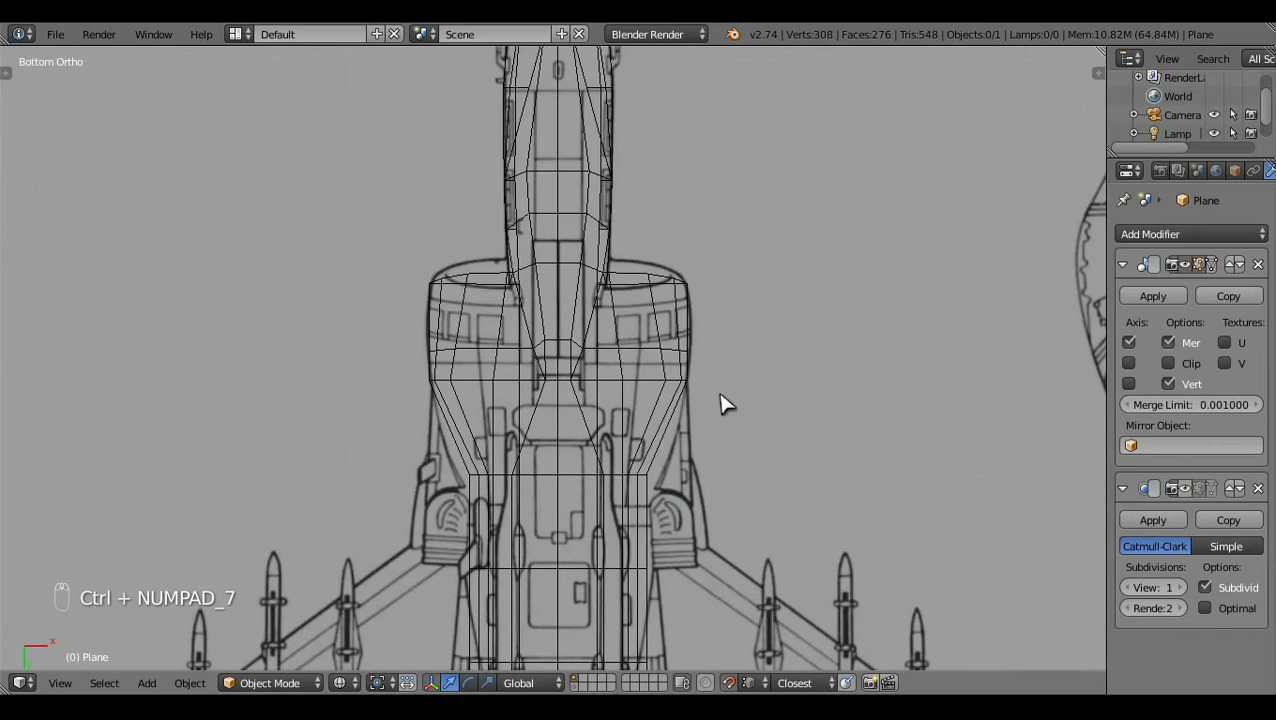 File Render Window Help Default Scene Blender Render v2.74 | Verts:308 | Faces:276 | Tris:548 | Objects:0/1 | Lamps:0/0 | Mem:10.82M (64.84M) | Plane
Bottom Ortho
View Search All Sc
RenderLa
World
Camera
Lamp
Plane
Add Modifier
Apply Copy
Axis: Options: Textures:
Mer U
Clip V
Vert
Merge Limit: 0.001000
Mirror Object:
Apply Copy
Catmull-Clark Simple
Subdivisions: Options:
View: 1 Subdivid
Rende:2 Optimal
Ctrl + NUMPAD_7
x
y
(0) Plane
View Select Add Object Object Mode Global Closest